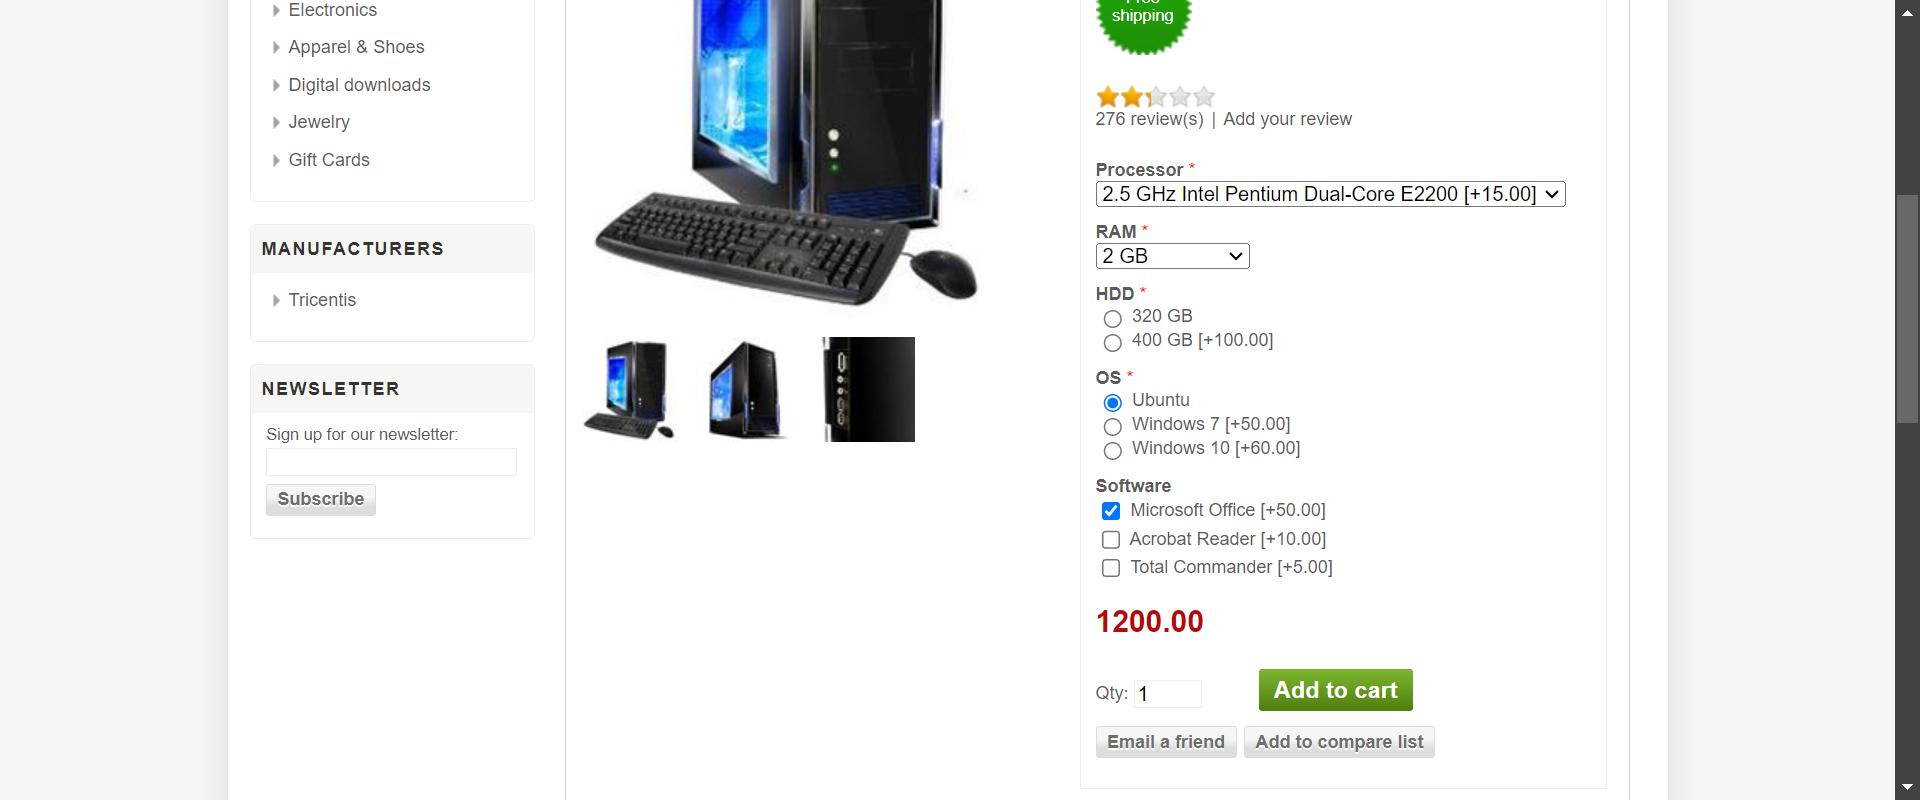 Electronics
Apparel & Shoes
Digital downloads
Jewelry
Gift Cards
MANUFACTURERS
Tricentis
NEWSLETTER
Sign up for our newsletter:
Subscribe
shipping
276 review(s) | Add your review
Processor *
2.5 GHz Intel Pentium Dual-Core E2200 [+15.00]
RAM *
2 GB
HDD *
320 GB
400 GB [+100.00]
OS *
Ubuntu
Windows 7 [+50.00]
Windows 10 [+60.00]
Software
Microsoft Office [+50.00]
Acrobat Reader [+10.00]
Total Commander [+5.00]
1200.00
Qty: 1
Add to cart
Email a friend
Add to compare list